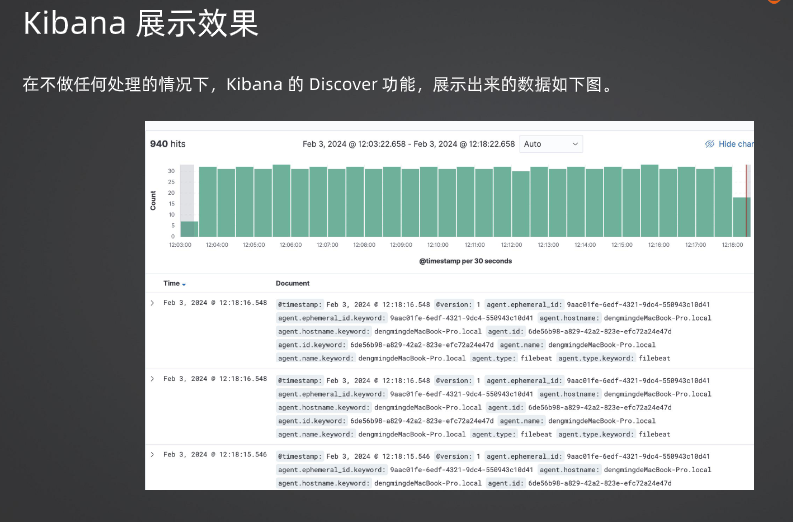 Kibana 展示效果
在不做任何处理的情况下，Kibana 的 Discover 功能，展示出来的数据如下图。
940 hits
Feb 3, 2024 @ 12:03:22.658 - Feb 3, 2024 @ 12:18:22.658
Auto
Hide char
Count
30
25
20
15
10
5
0
12:03:00 12:04:00 12:05:00 12:06:00 12:07:00 12:08:00 12:09:00 12:10:00 12:11:00 12:12:00 12:13:00 12:14:00 12:15:00 12:16:00 12:17:00 12:18:00
@timestamp per 30 seconds
Time Document
Feb 3, 2024 @ 12:18:16.548 @timestamp: Feb 3, 2024 @ 12:18:16.548 @version: 1 agent.ephemeral_id: 9aac01fe-6edf-4321-9dc4-550943c10d41
agent.ephemeral_id.keyword: 9aac01fe-6edf-4321-9dc4-550943c10d41 agent.hostname: dengmingdeMacBook-Pro.local
agent.hostname.keyword: dengmingdeMacBook-Pro.local agent.id: 6de56b98-a829-42a2-823e-efc72a24e47d
agent.id.keyword: 6de56b98-a829-42a2-823e-efc72a24e47d agent.name: dengmingdeMacBook-Pro.local
agent.name.keyword: dengmingdeMacBook-Pro.local agent.type: filebeat agent.type.keyword: filebeat
Feb 3, 2024 @ 12:18:16.548 @timestamp: Feb 3, 2024 @ 12:18:16.548 @version: 1 agent.ephemeral_id: 9aac01fe-6edf-4321-9dc4-550943c10d41
agent.ephemeral_id.keyword: 9aac01fe-6edf-4321-9dc4-550943c10d41 agent.hostname: dengmingdeMacBook-Pro.local
agent.hostname.keyword: dengmingdeMacBook-Pro.local agent.id: 6de56b98-a829-42a2-823e-efc72a24e47d
agent.id.keyword: 6de56b98-a829-42a2-823e-efc72a24e47d agent.name: dengmingdeMacBook-Pro.local
agent.name.keyword: dengmingdeMacBook-Pro.local agent.type: filebeat agent.type.keyword: filebeat
Feb 3, 2024 @ 12:18:15.546 @timestamp: Feb 3, 2024 @ 12:18:15.546 @version: 1 agent.ephemeral_id: 9aac01fe-6edf-4321-9dc4-550943c10d41
agent.ephemeral_id.keyword: 9aac01fe-6edf-4321-9dc4-550943c10d41 agent.hostname: dengmingdeMacBook-Pro.local
agent.hostname.keyword: dengmingdeMacBook-Pro.local agent.id: 6de56b98-a829-42a2-823e-efc72a24e47d